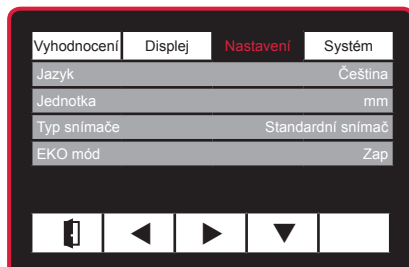 Vyhodnocení Displej Nastavení Systém
Jazyk Čeština
Jednotka mm
Typ snímače Standardní snímač
EKO mód Zap